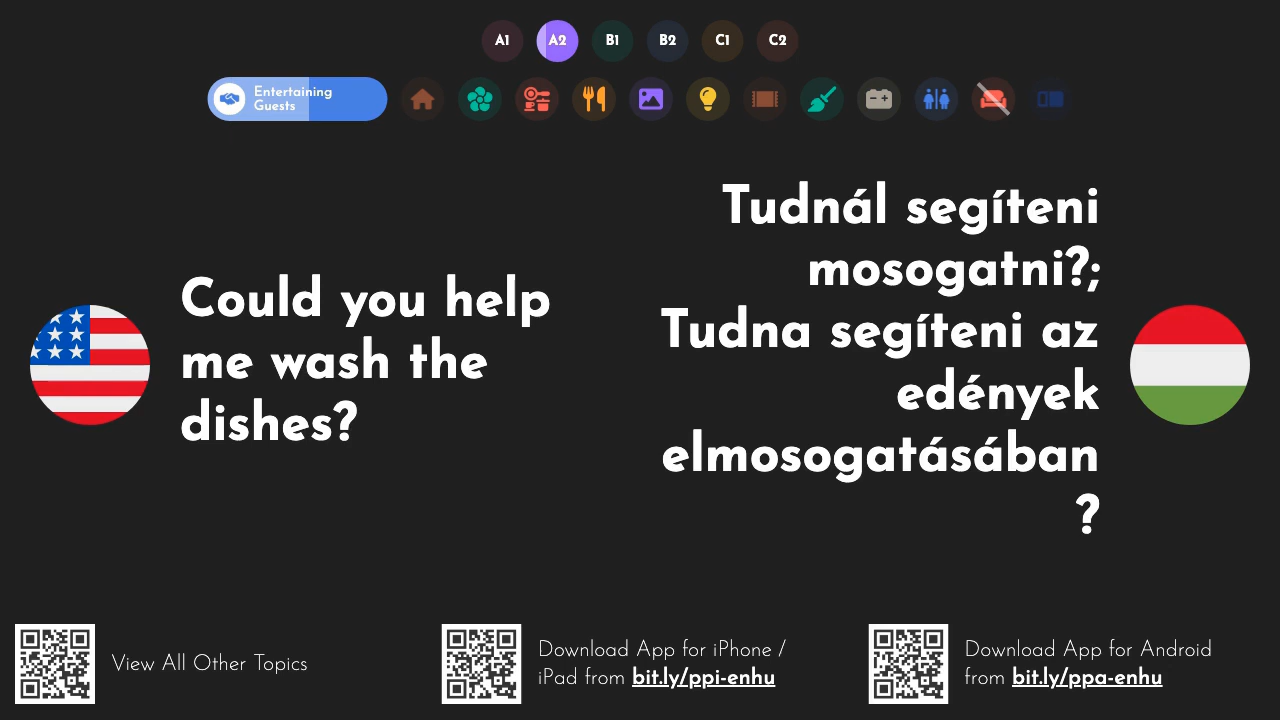 A1 A2 B1 B2 C1 C2
Entertaining
Guests
Could you help
me wash the
dishes?
Tudnál segíteni
mosogatni?;
Tudna segíteni az
edények
elmosogatásában
?
View All Other Topics
Download App for iPhone /
iPad from bit.ly/ppi-enhu
Download App for Android
from bit.ly/ppa-enhu